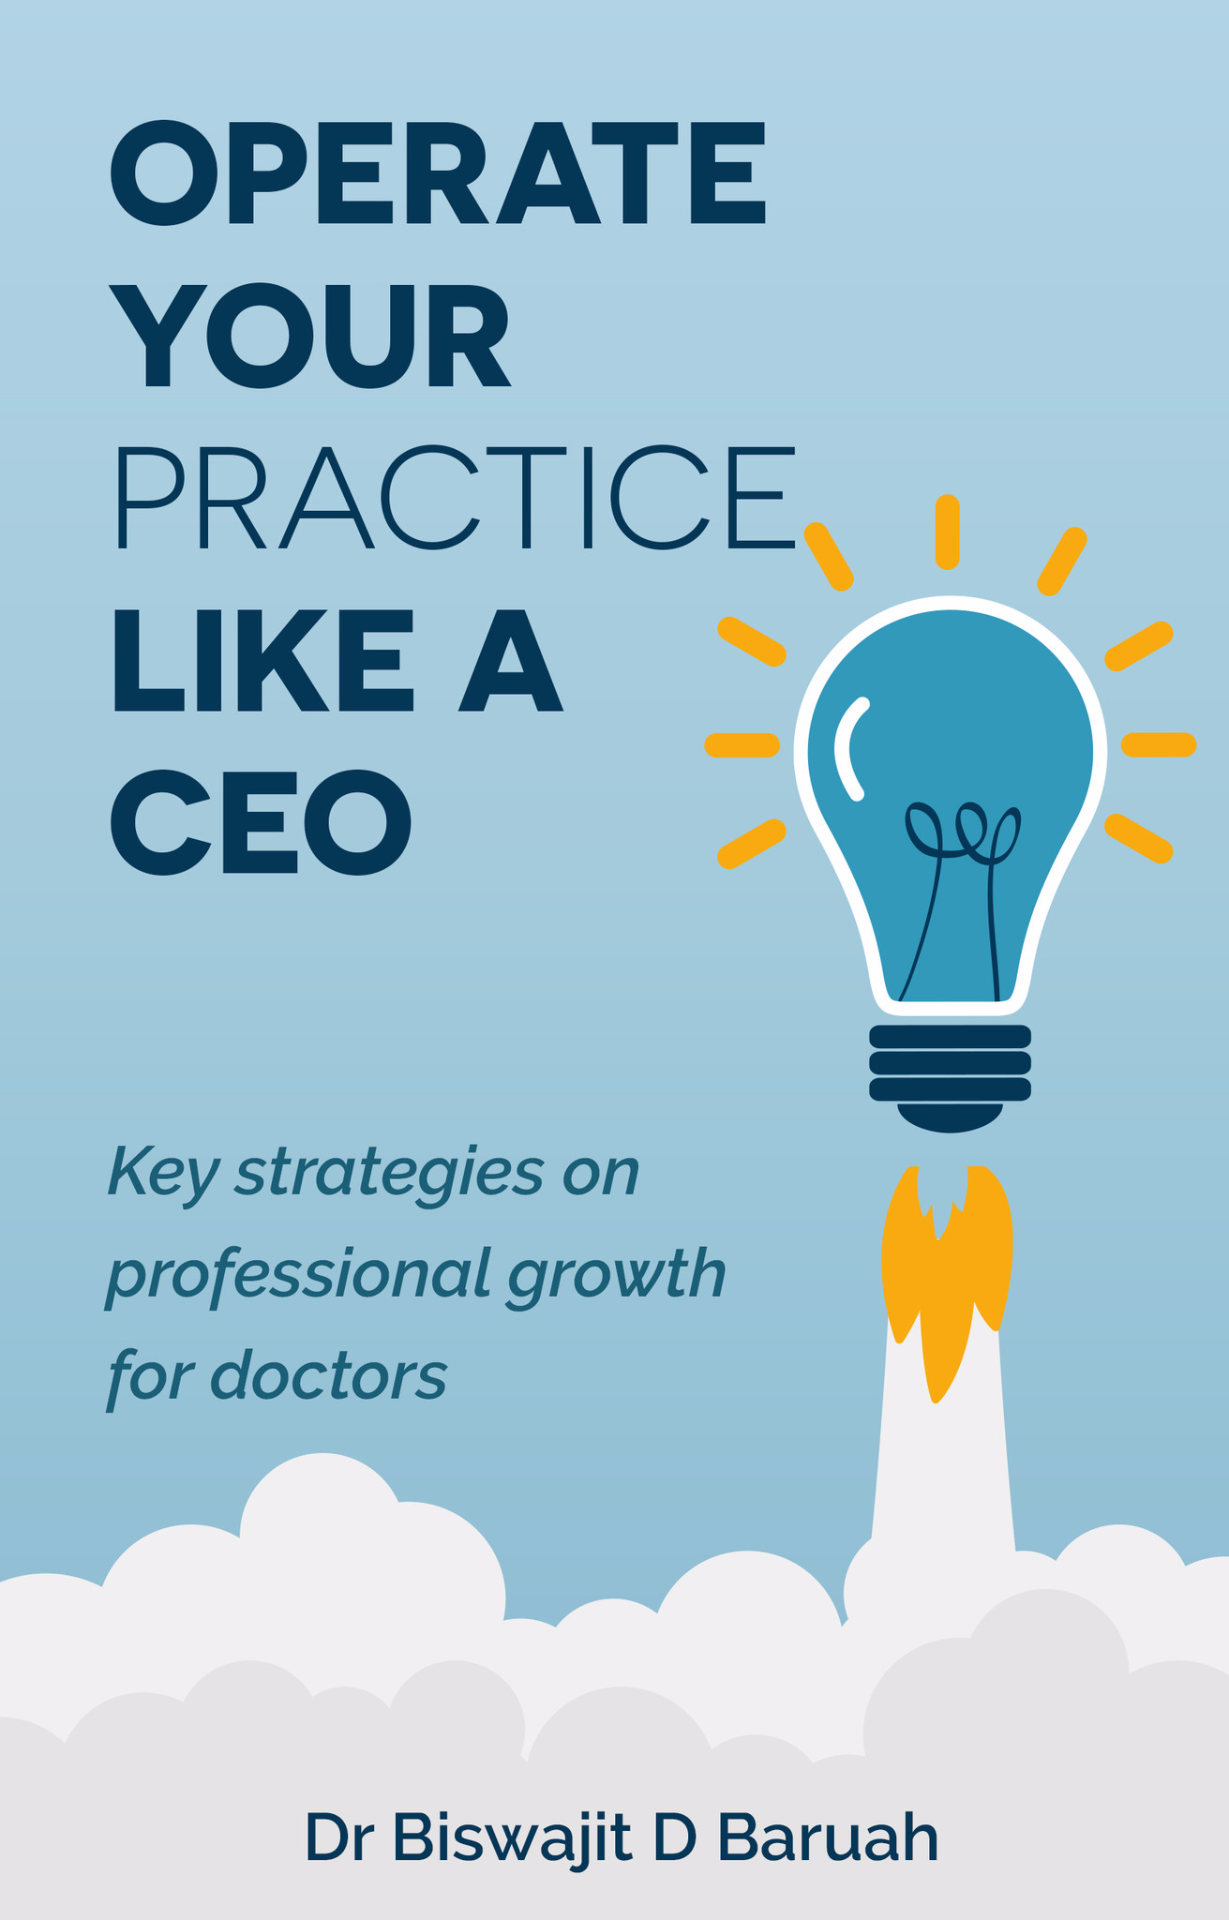 OPERATE
YOUR
PRACTICE
LIKE A
CEO
Key strategies on
professional growth
for doctors
Dr Biswajit D Baruah